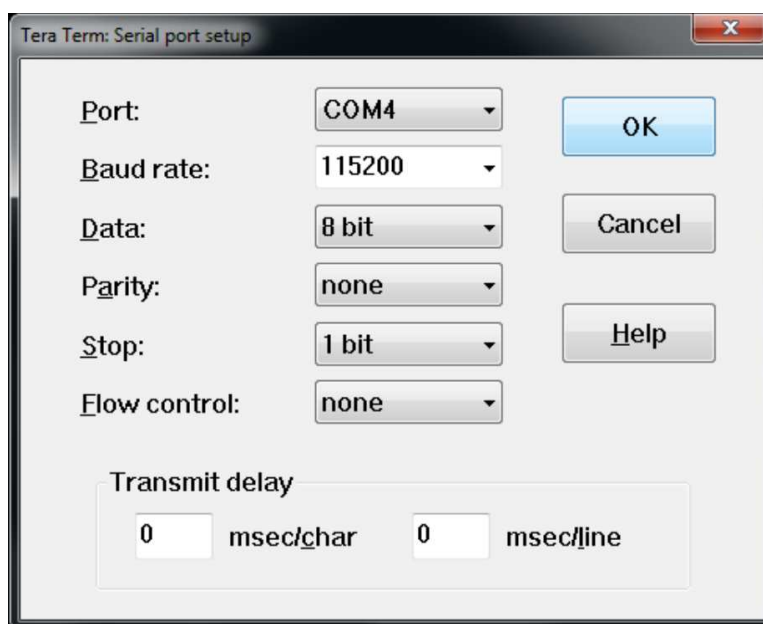 Tera Term: Serial port setup
Port: COM4
OK
Baud rate: 115200
Data: 8 bit
Cancel
Parity: none
Stop: 1 bit
Help
Flow control: none
Transmit delay
0 msec/char 0 msec/line